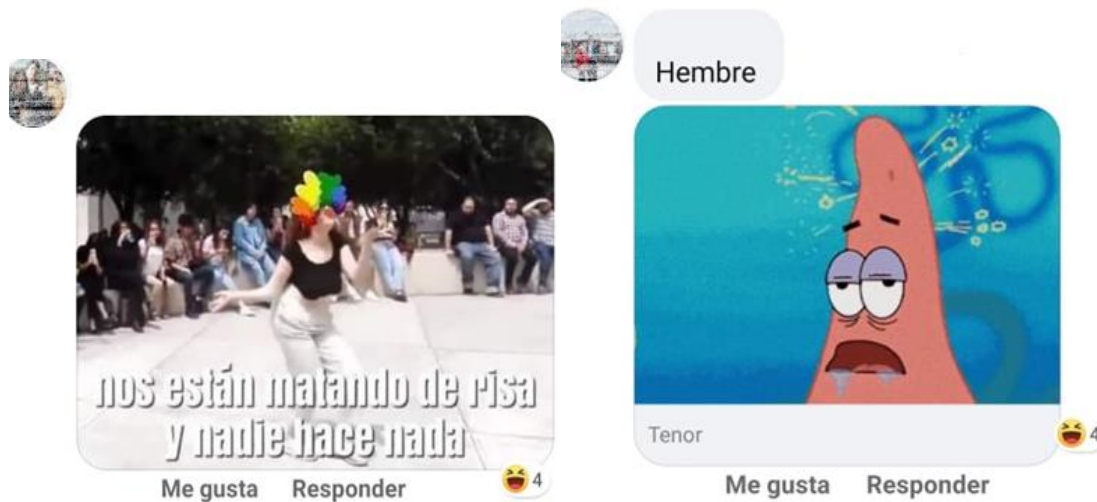 nos están matando de risa
y nadie hace nada
4
Me gusta Responder
Hembre
Tenor
4
Me gusta Responder